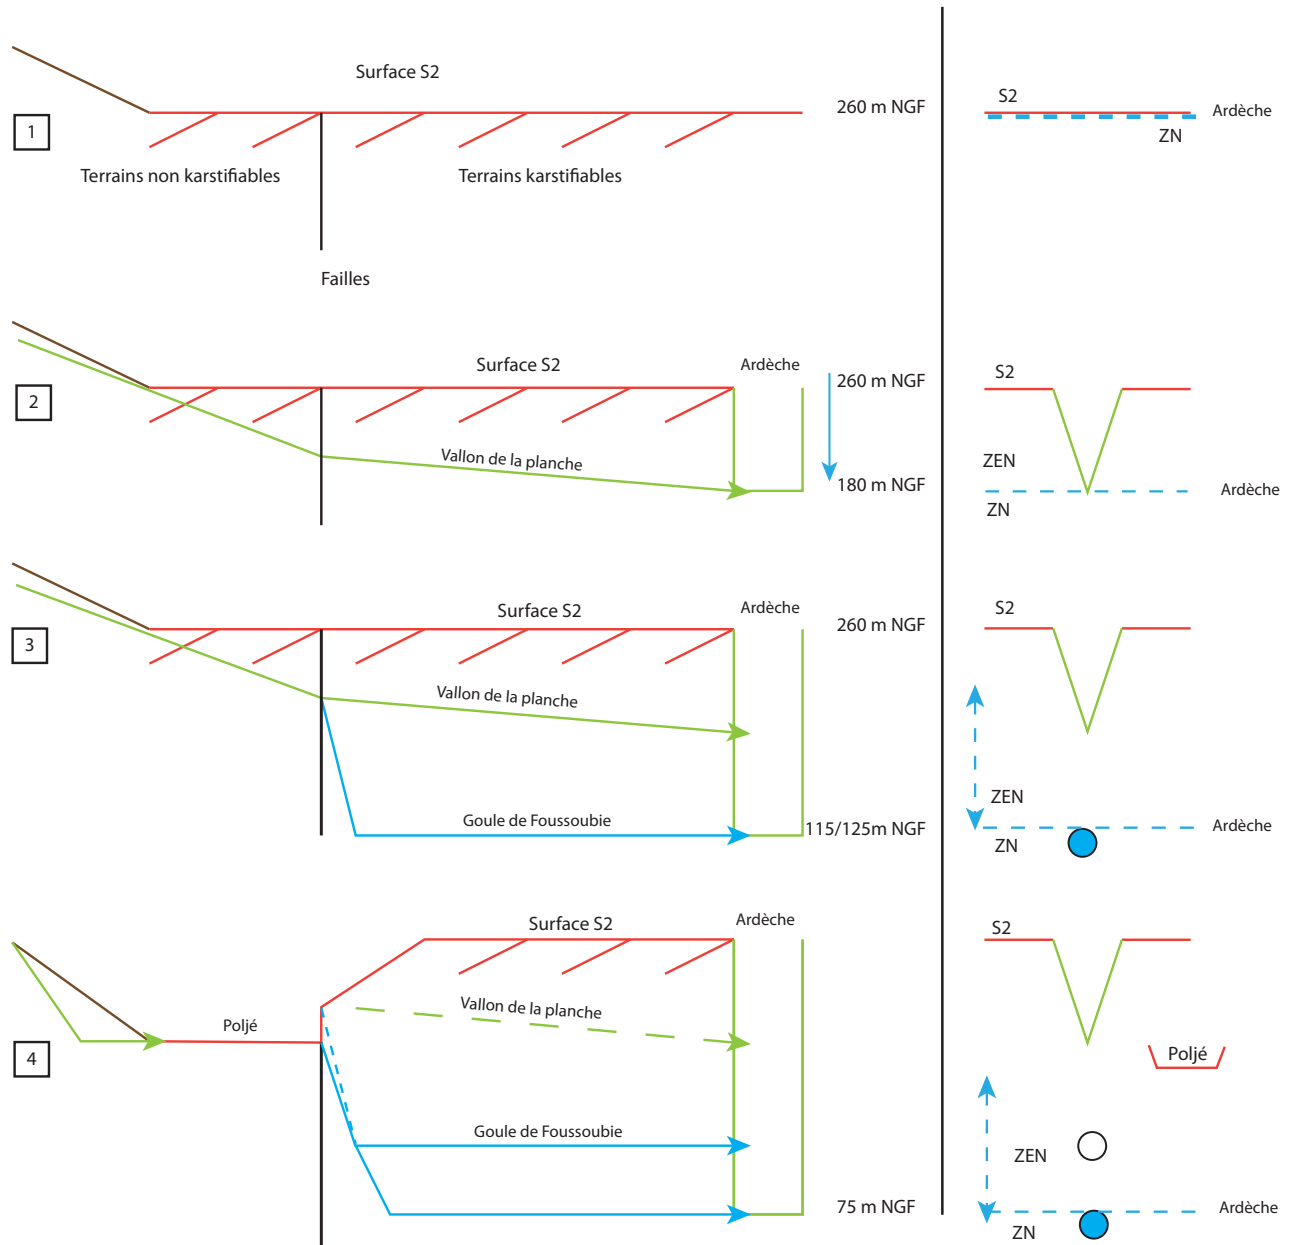 Surface S2
260 m NGF
S2
Ardèche
1
ZN
Terrains non karstifiables
Terrains karstifiables
Failles
Surface S2
Ardèche
260 m NGF
S2
2
Vallon de la planche
ZEN
180 m NGF
Ardèche
ZN
Surface S2
Ardèche
260 m NGF
S2
3
Vallon de la planche
ZEN
Goule de Foussoubie
115/125m NGF
Ardèche
ZN
Surface S2
Ardèche
S2
Vallon de la planche
Poljé
4
Poljé
Goule de Foussoubie
ZEN
75 m NGF
Ardèche
ZN